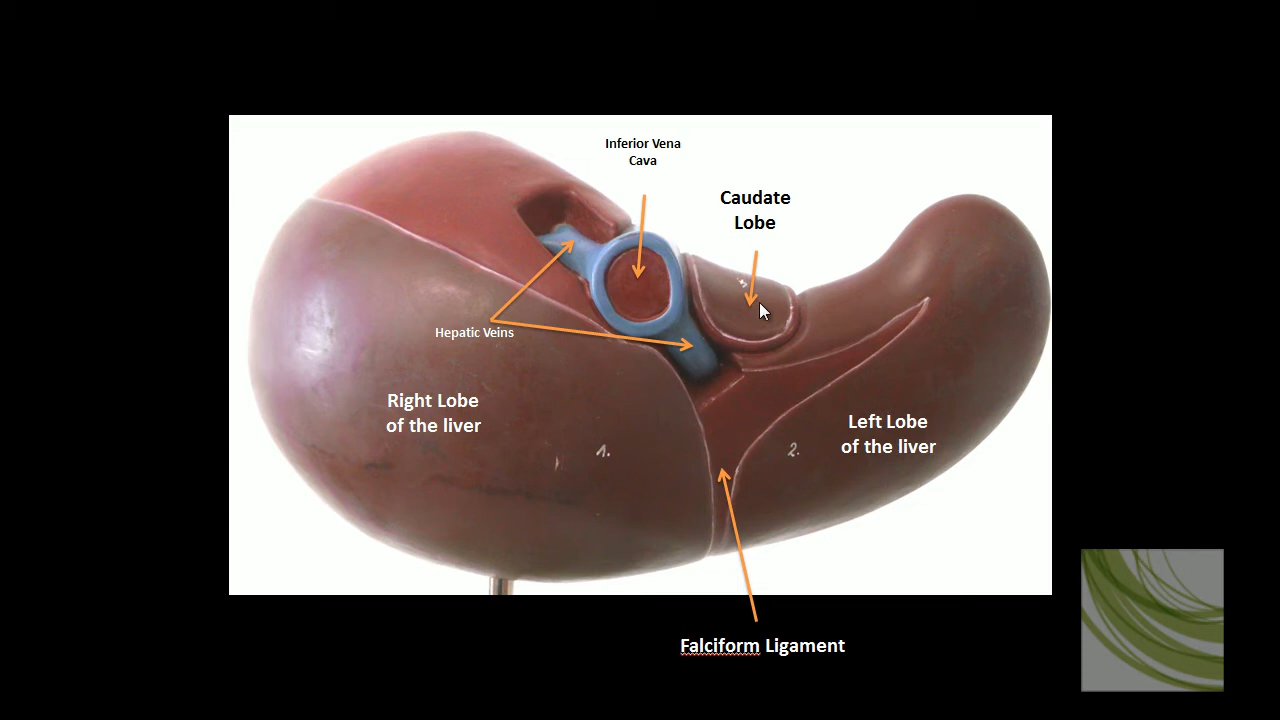 Inferior Vena
Cava
Caudate
Lobe
Hepatic Veins
Right Lobe
of the liver
Left Lobe
of the liver
1.
2.
Falciform Ligament